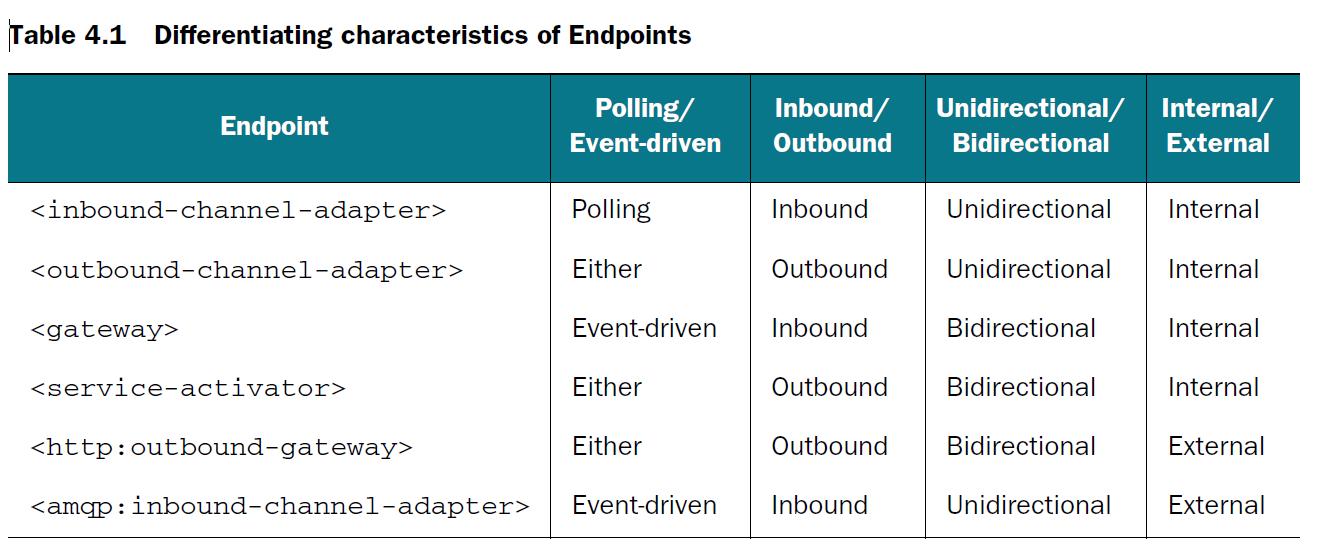 Table 4.1 Differentiating characteristics of Endpoints
Endpoint Polling/ Event-driven Inbound/ Outbound Unidirectional/ Bidirectional Internal/ External
<inbound-channel-adapter> Polling Inbound Unidirectional Internal
<outbound-channel-adapter> Either Outbound Unidirectional Internal
<gateway> Event-driven Inbound Bidirectional Internal
<service-activator> Either Outbound Bidirectional Internal
<http:outbound-gateway> Either Outbound Bidirectional External
<amqp:inbound-channel-adapter> Event-driven Inbound Unidirectional External